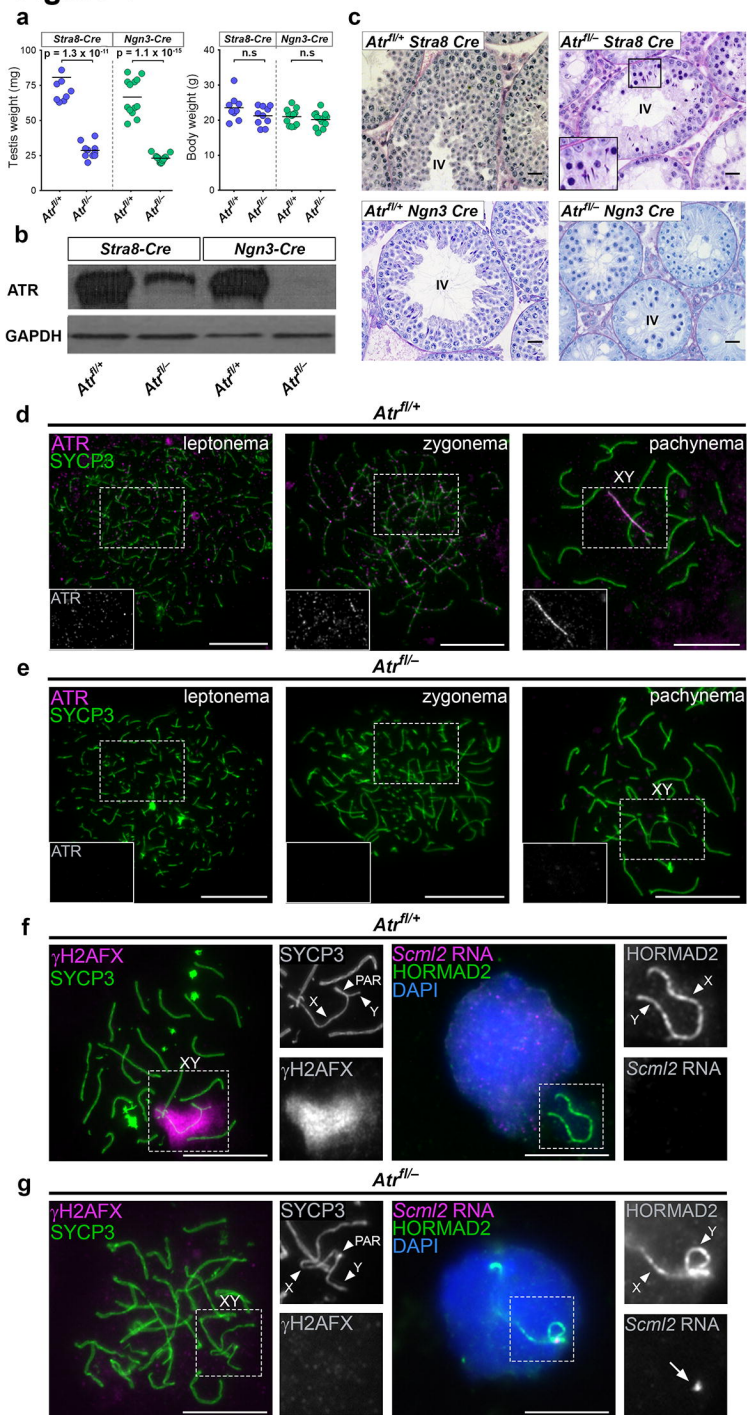 a
Stra8-Cre Ngn3-Cre
p = 1.3 x 10-11 p = 1.1 x 10-15
Testis weight (mg)
100
75
50
25
0
Atrfl/+ Atrfl/– Atrfl/+ Atrfl/–
Stra8-Cre Ngn3-Cre
n.s n.s
Body weight (g)
40
30
20
10
0
Atrfl/+ Atrfl/– Atrfl/+ Atrfl/–
b
Stra8-Cre Ngn3-Cre
ATR
GAPDH
Atrfl/+ Atrfl/– Atrfl/+ Atrfl/–
c
Atrfl/+ Stra8 Cre
IV
Atrfl/– Stra8 Cre
IV
Atrfl/+ Ngn3 Cre
IV
Atrfl/– Ngn3 Cre
IV
d
Atrfl/+
ATR
SYCP3
leptonema
ATR
zygonema
pachynema
XY
e
Atrfl/–
ATR
SYCP3
leptonema
ATR
zygonema
pachynema
XY
f
Atrfl/+
γH2AFX
SYCP3
XY
SYCP3
PAR
X
Y
γH2AFX
Scml2 RNA
HORMAD2
DAPI
HORMAD2
X
Y
Scml2 RNA
g
Atrfl/–
γH2AFX
SYCP3
XY
SYCP3
PAR
X
Y
γH2AFX
Scml2 RNA
HORMAD2
DAPI
HORMAD2
Y
X
Scml2 RNA